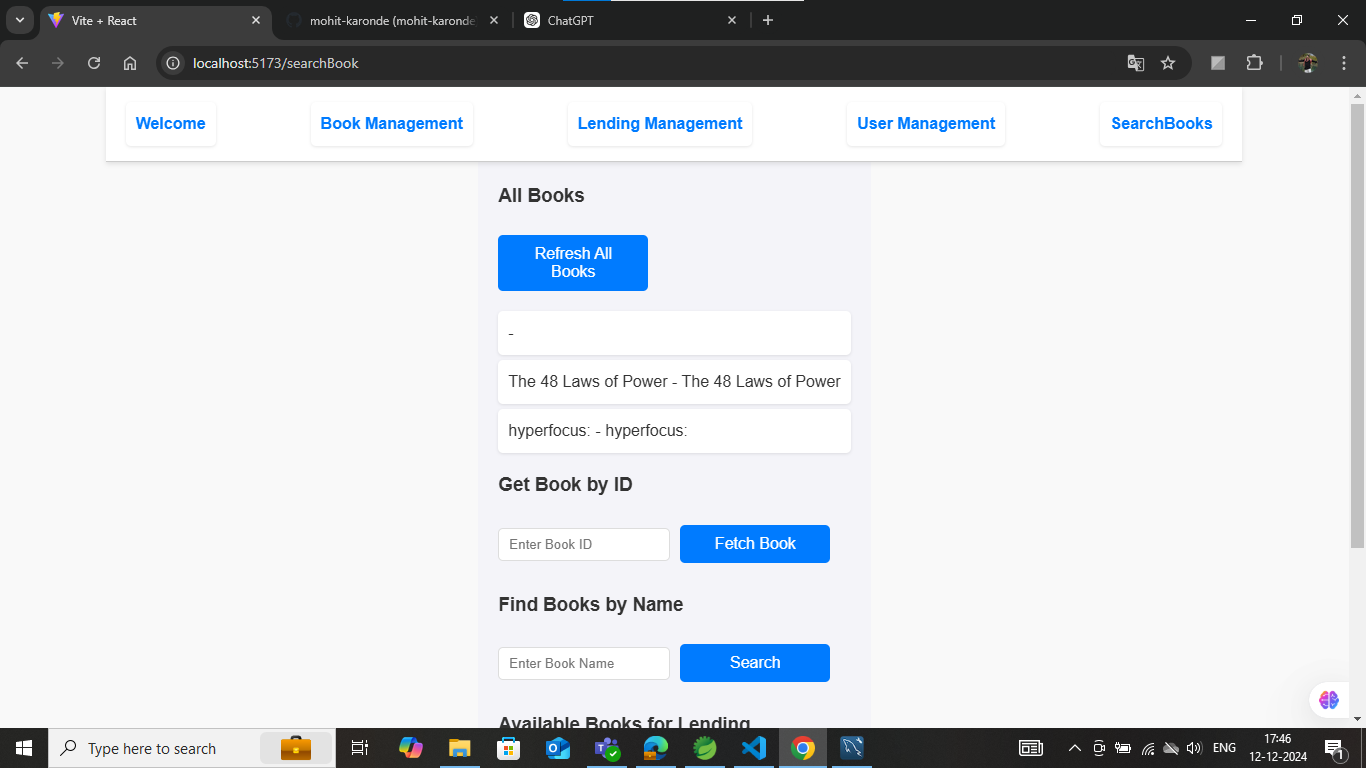 Vite + React
mohit-karonde (mohit-karonde
ChatGPT
localhost:5173/searchBook
Welcome
Book Management
Lending Management
User Management
SearchBooks
All Books
Refresh All
Books
-
The 48 Laws of Power - The 48 Laws of Power
hyperfocus: - hyperfocus:
Get Book by ID
Enter Book ID
Fetch Book
Find Books by Name
Enter Book Name
Search
Available Books for Lending
Type here to search
ENG
17:46
12-12-2024
1